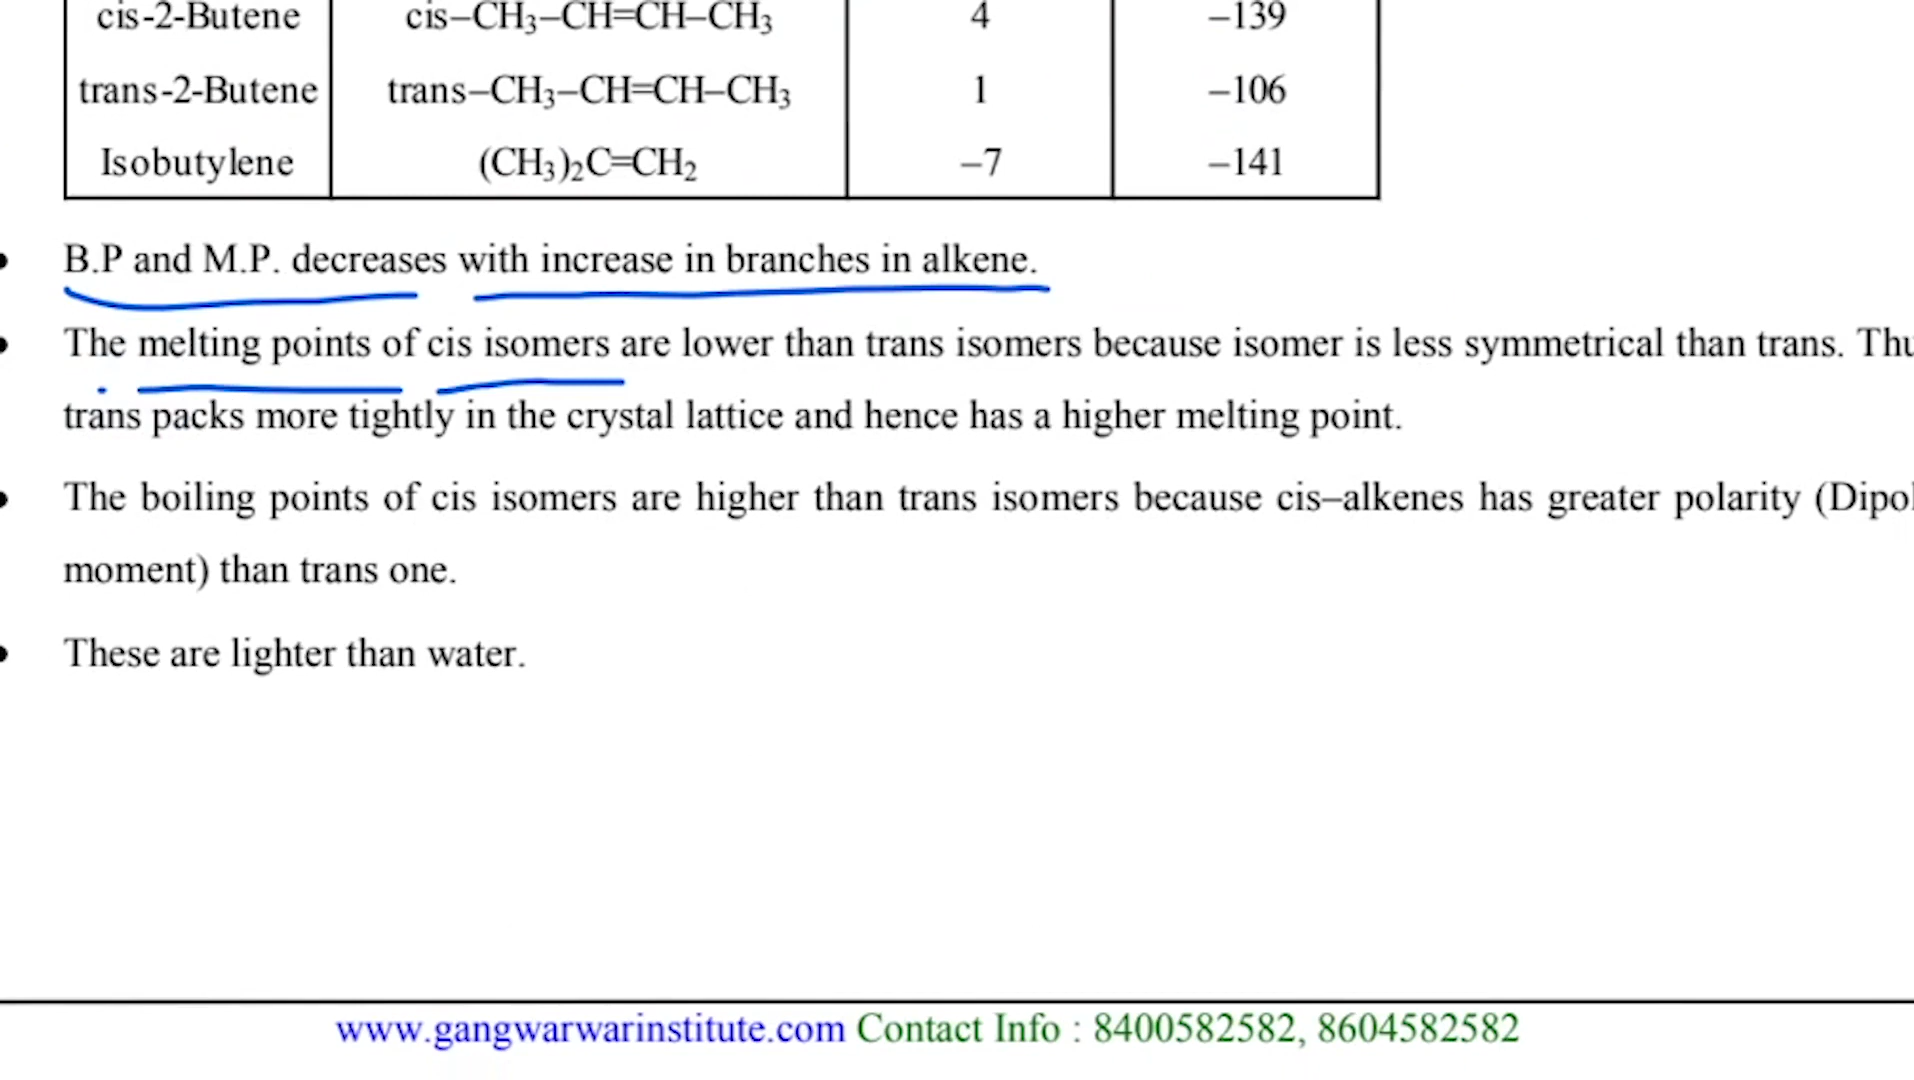 cis-2-Butene cis–CH₃–CH=CH–CH₃ 4 –139
trans-2-Butene trans–CH₃–CH=CH–CH₃ 1 –106
Isobutylene (CH₃)₂C=CH₂ –7 –141
• B.P and M.P. decreases with increase in branches in alkene.
• The melting points of cis isomers are lower than trans isomers because isomer is less symmetrical than trans. Thu
trans packs more tightly in the crystal lattice and hence has a higher melting point.
• The boiling points of cis isomers are higher than trans isomers because cis–alkenes has greater polarity (Dipol
moment) than trans one.
• These are lighter than water.
www.gangwarwarinstitute.com Contact Info : 8400582582, 8604582582